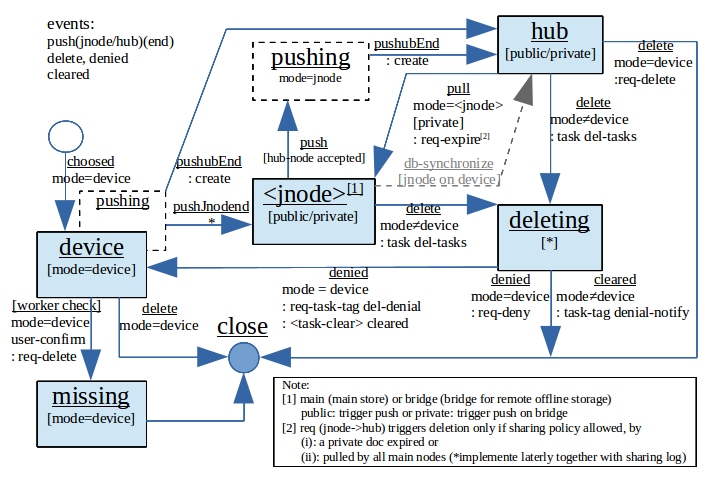 events:
push(jnode/hub)(end)
delete, denied
cleared
hub
[public/private]
pushing
mode=jnode
pushubEnd
: create
delete
mode=device
:req-delete
pull
mode=<jnode>
[private]
: req-expire[2]
delete
mode≠device
: task del-tasks
choosed
mode=device
push
[hub-node accepted]
pushubEnd
: create
db-synchronize
[jnode on device]
pushing
pushJnodend
*
<jnode>[1]
[public/private]
delete
mode≠device
: task del-tasks
deleting
[*]
device
[mode=device]
denied
mode = device
: req-task-tag del-denial
: <task-clear> cleared
denied
mode=device
: req-deny
cleared
mode≠device
: task-tag denial-notify
[worker check]
mode=device
user-confirm
: req-delete
delete
mode=device
close
missing
[mode=device]
Note:
[1] main (main store) or bridge (bridge for remote offline storage)
public: trigger push or private: trigger push on bridge
[2] req (jnode->hub) triggers deletion only if sharing policy allowed, by
(i): a private doc expired or
(ii): pulled by all main nodes (*implemente laterly together with sharing log)